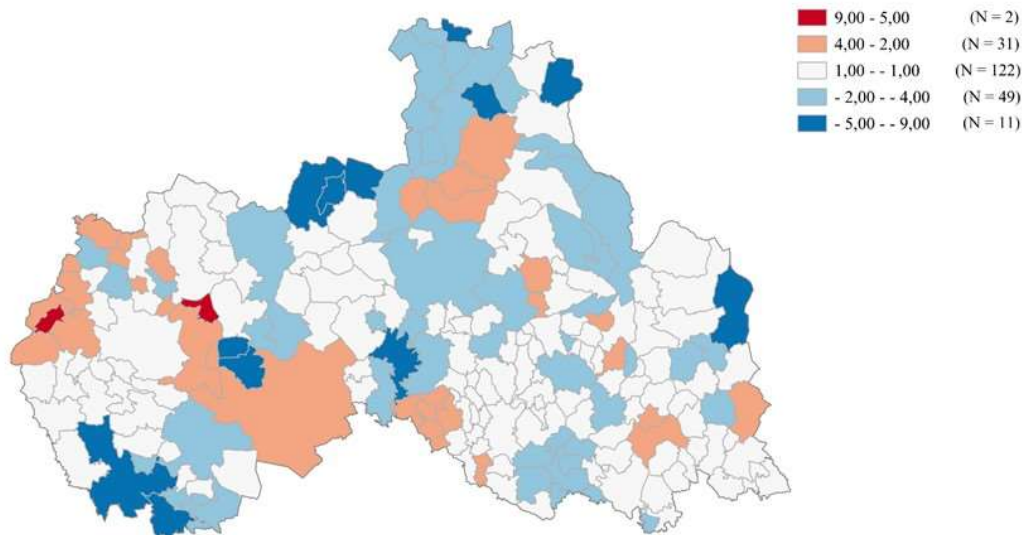 9,00 - 5,00 (N = 2)
4,00 - 2,00 (N = 31)
1,00 - - 1,00 (N = 122)
- 2,00 - - 4,00 (N = 49)
- 5,00 - - 9,00 (N = 11)